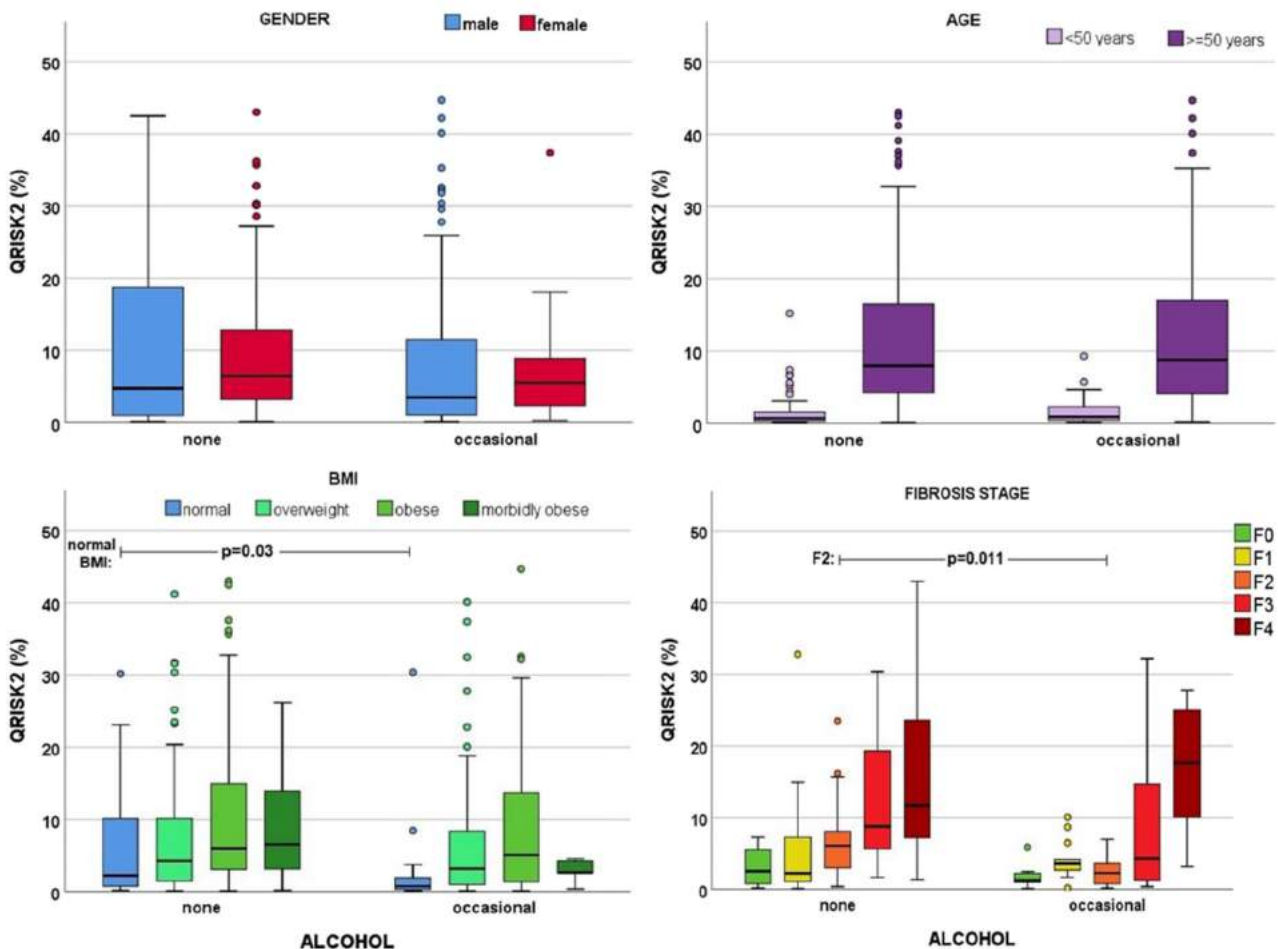 GENDER
male female
50
40
30
20
10
0
QRISK2 (%)
none occasional
AGE
<50 years >=50 years
50
40
30
20
10
0
QRISK2 (%)
none occasional
BMI
normal overweight obese morbidly obese
50
40
30
20
10
0
normal
BMI:
p=0.03
QRISK2 (%)
none occasional
ALCOHOL
FIBROSIS STAGE
50
40
30
20
10
0
F2: p=0.011
F0
F1
F2
F3
F4
QRISK2 (%)
none occasional
ALCOHOL